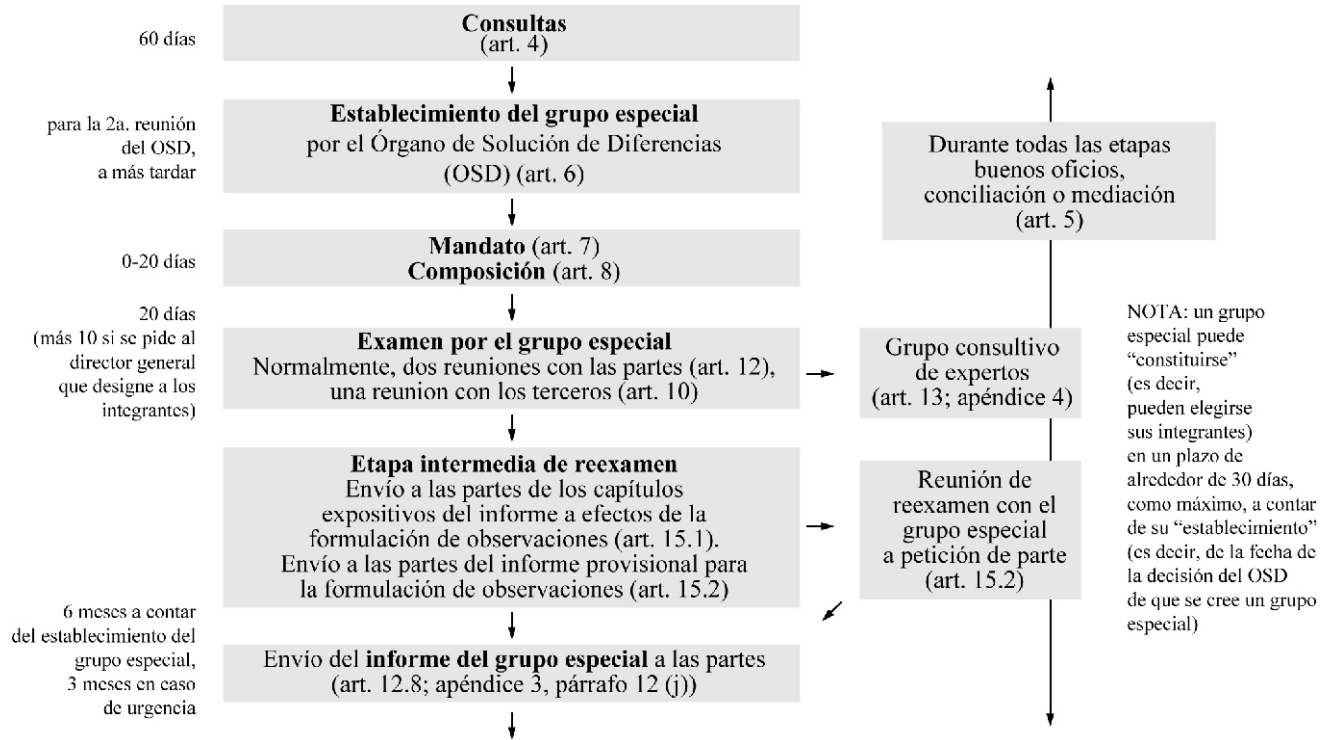 60 días
Consultas
(art. 4)
para la 2a. reunión
del OSD,
a más tardar
Establecimiento del grupo especial
por el Órgano de Solución de Diferencias
(OSD) (art. 6)
Durante todas las etapas
buenos oficios,
conciliación o mediación
(art. 5)
0-20 días
Mandato (art. 7)
Composición (art. 8)
20 días
(más 10 si se pide al
director general
que designe a los
integrantes)
Examen por el grupo especial
Normalmente, dos reuniones con las partes (art. 12),
una reunion con los terceros (art. 10)
Grupo consultivo
de expertos
(art. 13; apéndice 4)
NOTA: un grupo
especial puede
“constituirse”
(es decir,
pueden elegirse
sus integrantes)
en un plazo de
alrededor de 30 días,
como máximo, a contar
de su “establecimiento”
(es decir, de la fecha de
la decisión del OSD
de que se cree un grupo
especial)
Etapa intermedia de reexamen
Envío a las partes de los capítulos
expositivos del informe a efectos de la
formulación de observaciones (art. 15.1).
Envío a las partes del informe provisional para
la formulación de observaciones (art. 15.2)
Reunión de
reexamen con el
grupo especial
a petición de parte
(art. 15.2)
6 meses a contar
del establecimiento del
grupo especial,
3 meses en caso
de urgencia
Envío del informe del grupo especial a las partes
(art. 12.8; apéndice 3, párrafo 12 (j))